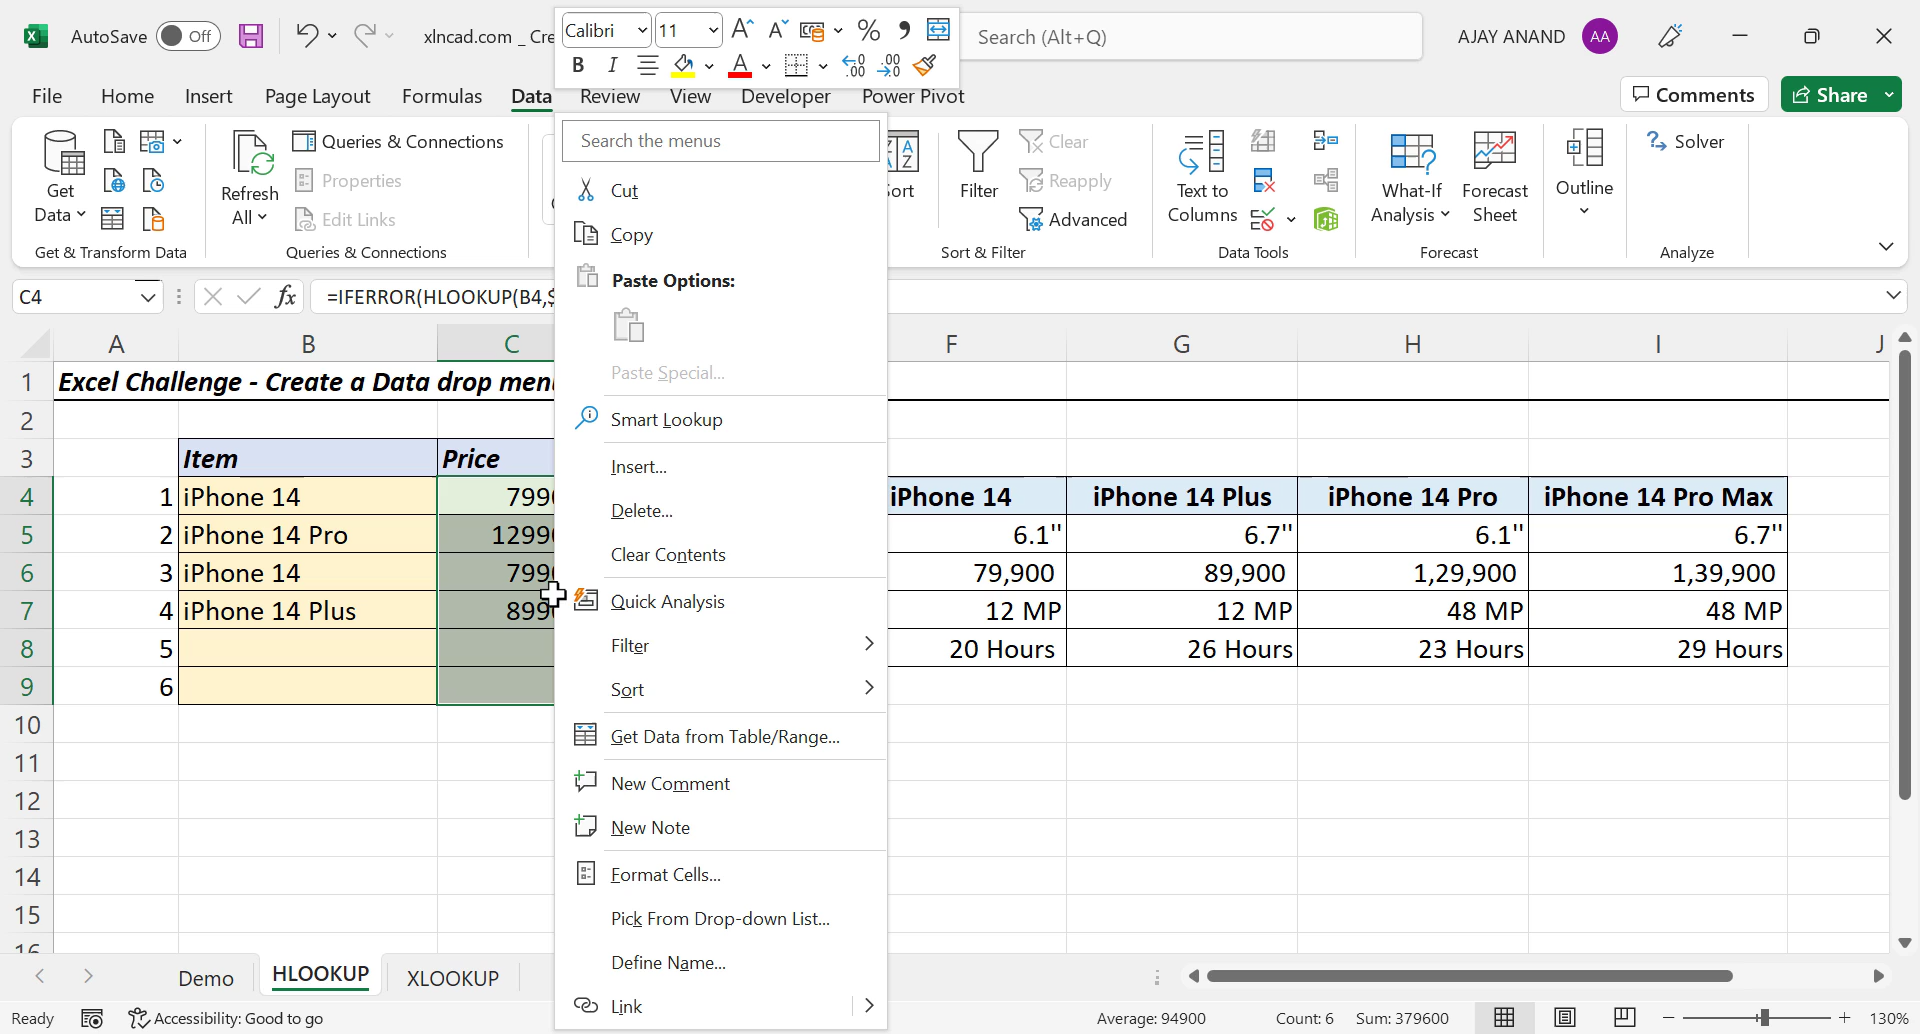 AutoSave Off xlncad.com _ Cre Search (Alt+Q) AJAY ANAND AA
Calibri 11
B I A
File Home Insert Page Layout Formulas Data Review View Developer Power Pivot Comments Share
Get Data
Refresh All
Queries & Connections
Properties
Edit Links
Sort
Filter
Clear
Reapply
Advanced
Text to Columns
What-If Analysis
Forecast Sheet
Outline
Solver
Get & Transform Data Queries & Connections Sort & Filter Data Tools Forecast Analyze
C4 fx =IFERROR(HLOOKUP(B4,$
A B C F G H I J
1 Excel Challenge - Create a Data drop men
2
3 Item Price
4 1 iPhone 14 7990 iPhone 14 iPhone 14 Plus iPhone 14 Pro iPhone 14 Pro Max
5 2 iPhone 14 Pro 12990 6.1" 6.7" 6.1" 6.7"
6 3 iPhone 14 7990 79,900 89,900 1,29,900 1,39,900
7 4 iPhone 14 Plus 899 12 MP 12 MP 48 MP 48 MP
8 5 20 Hours 26 Hours 23 Hours 29 Hours
9 6
10
11
12
13
14
15
16
Search the menus
Cut
Copy
Paste Options:
Paste Special...
Smart Lookup
Insert...
Delete...
Clear Contents
Quick Analysis
Filter
Sort
Get Data from Table/Range...
New Comment
New Note
Format Cells...
Pick From Drop-down List...
Define Name...
Link
Demo HLOOKUP XLOOKUP
Ready Accessibility: Good to go Average: 94900 Count: 6 Sum: 379600 130%